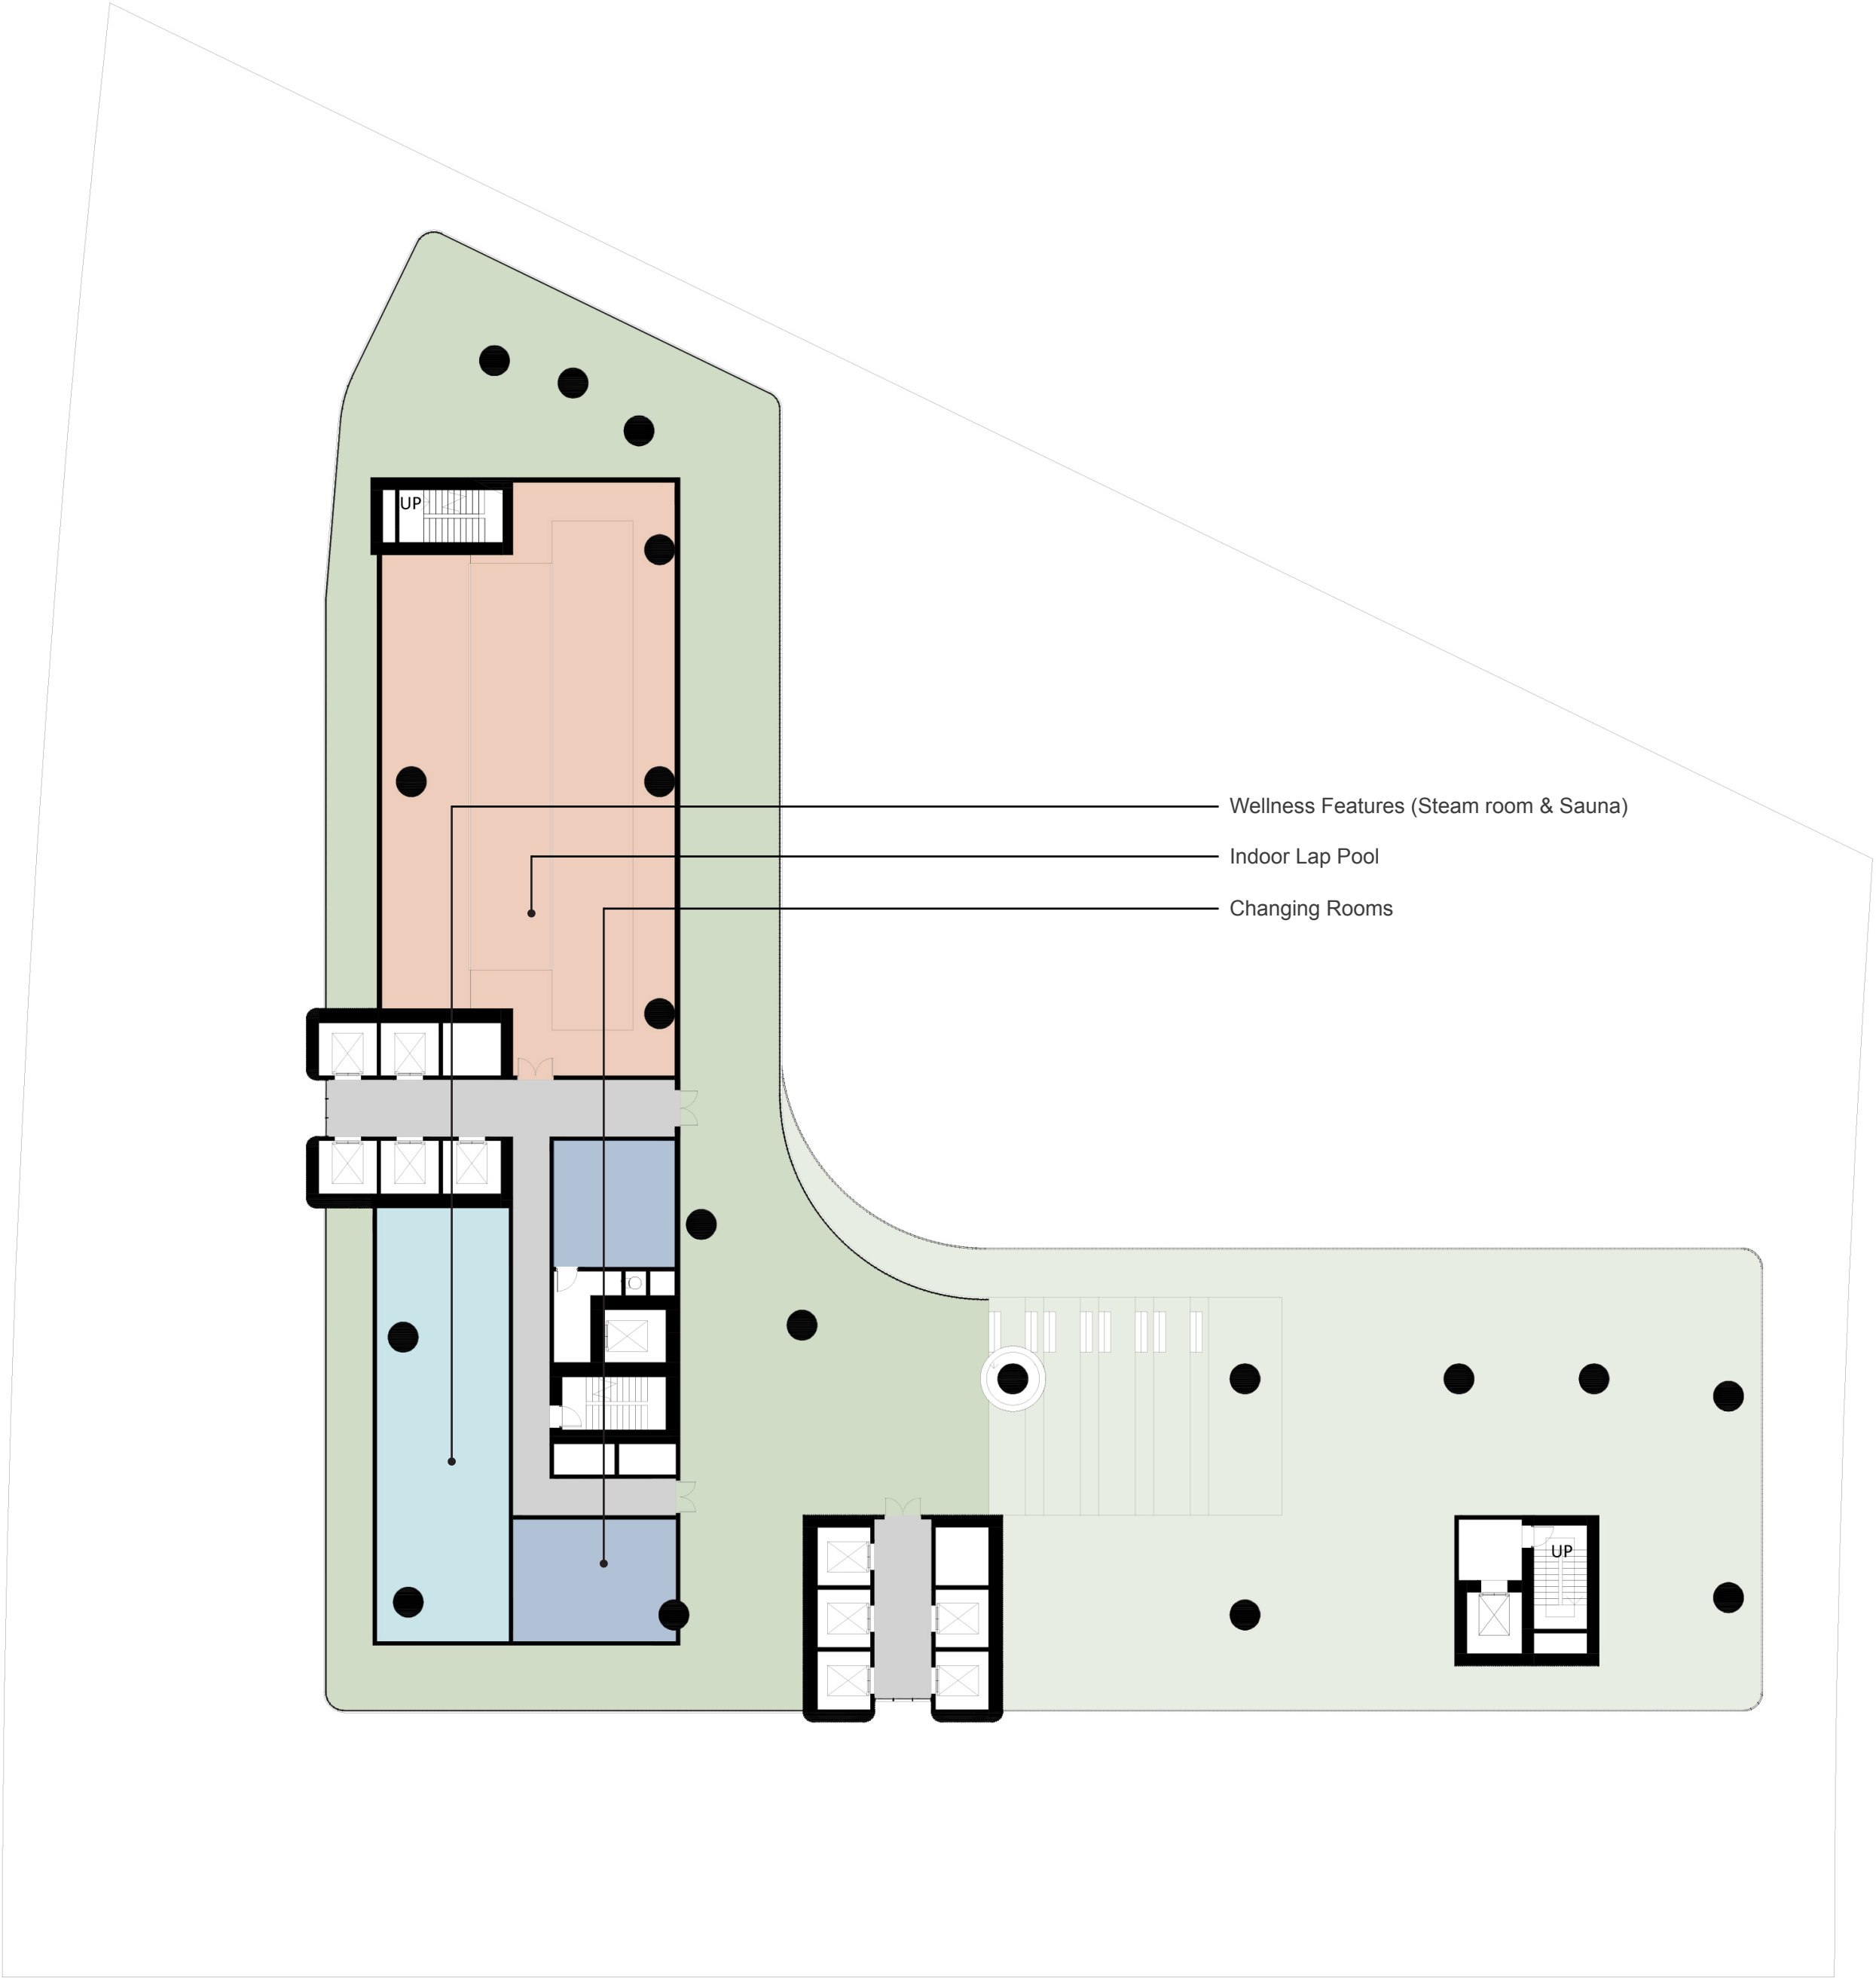 UP
Wellness Features (Steam room & Sauna)
Indoor Lap Pool
Changing Rooms
UP